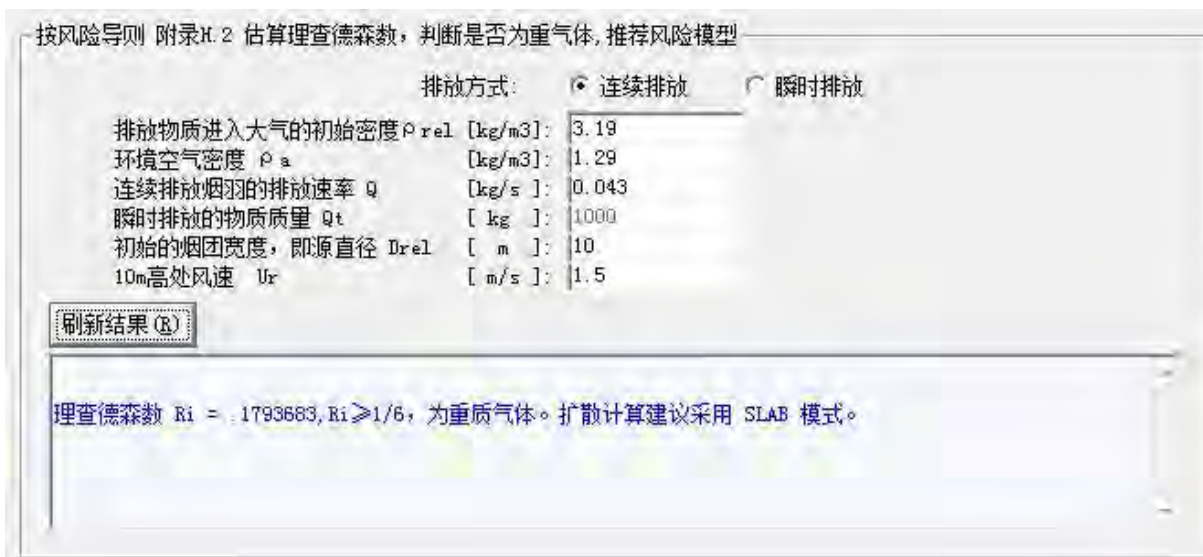 按风险导则 附录H.2 估算理查德森数，判断是否为重气体,推荐风险模型
排放方式: 连续排放 瞬时排放
排放物质进入大气的初始密度ρrel [kg/m3]: 3.19
环境空气密度 ρa [kg/m3]: 1.29
连续排放烟羽的排放速率 Q [kg/s ]: 0.043
瞬时排放的物质质量 Qt [ kg ]: 1000
初始的烟团宽度，即源直径 Drel [ m ]: 10
10m高处风速 Ur [ m/s ]: 1.5
刷新结果(R)
理查德森数 Ri = .1793683,Ri≥1/6，为重质气体。扩散计算建议采用 SLAB 模式。